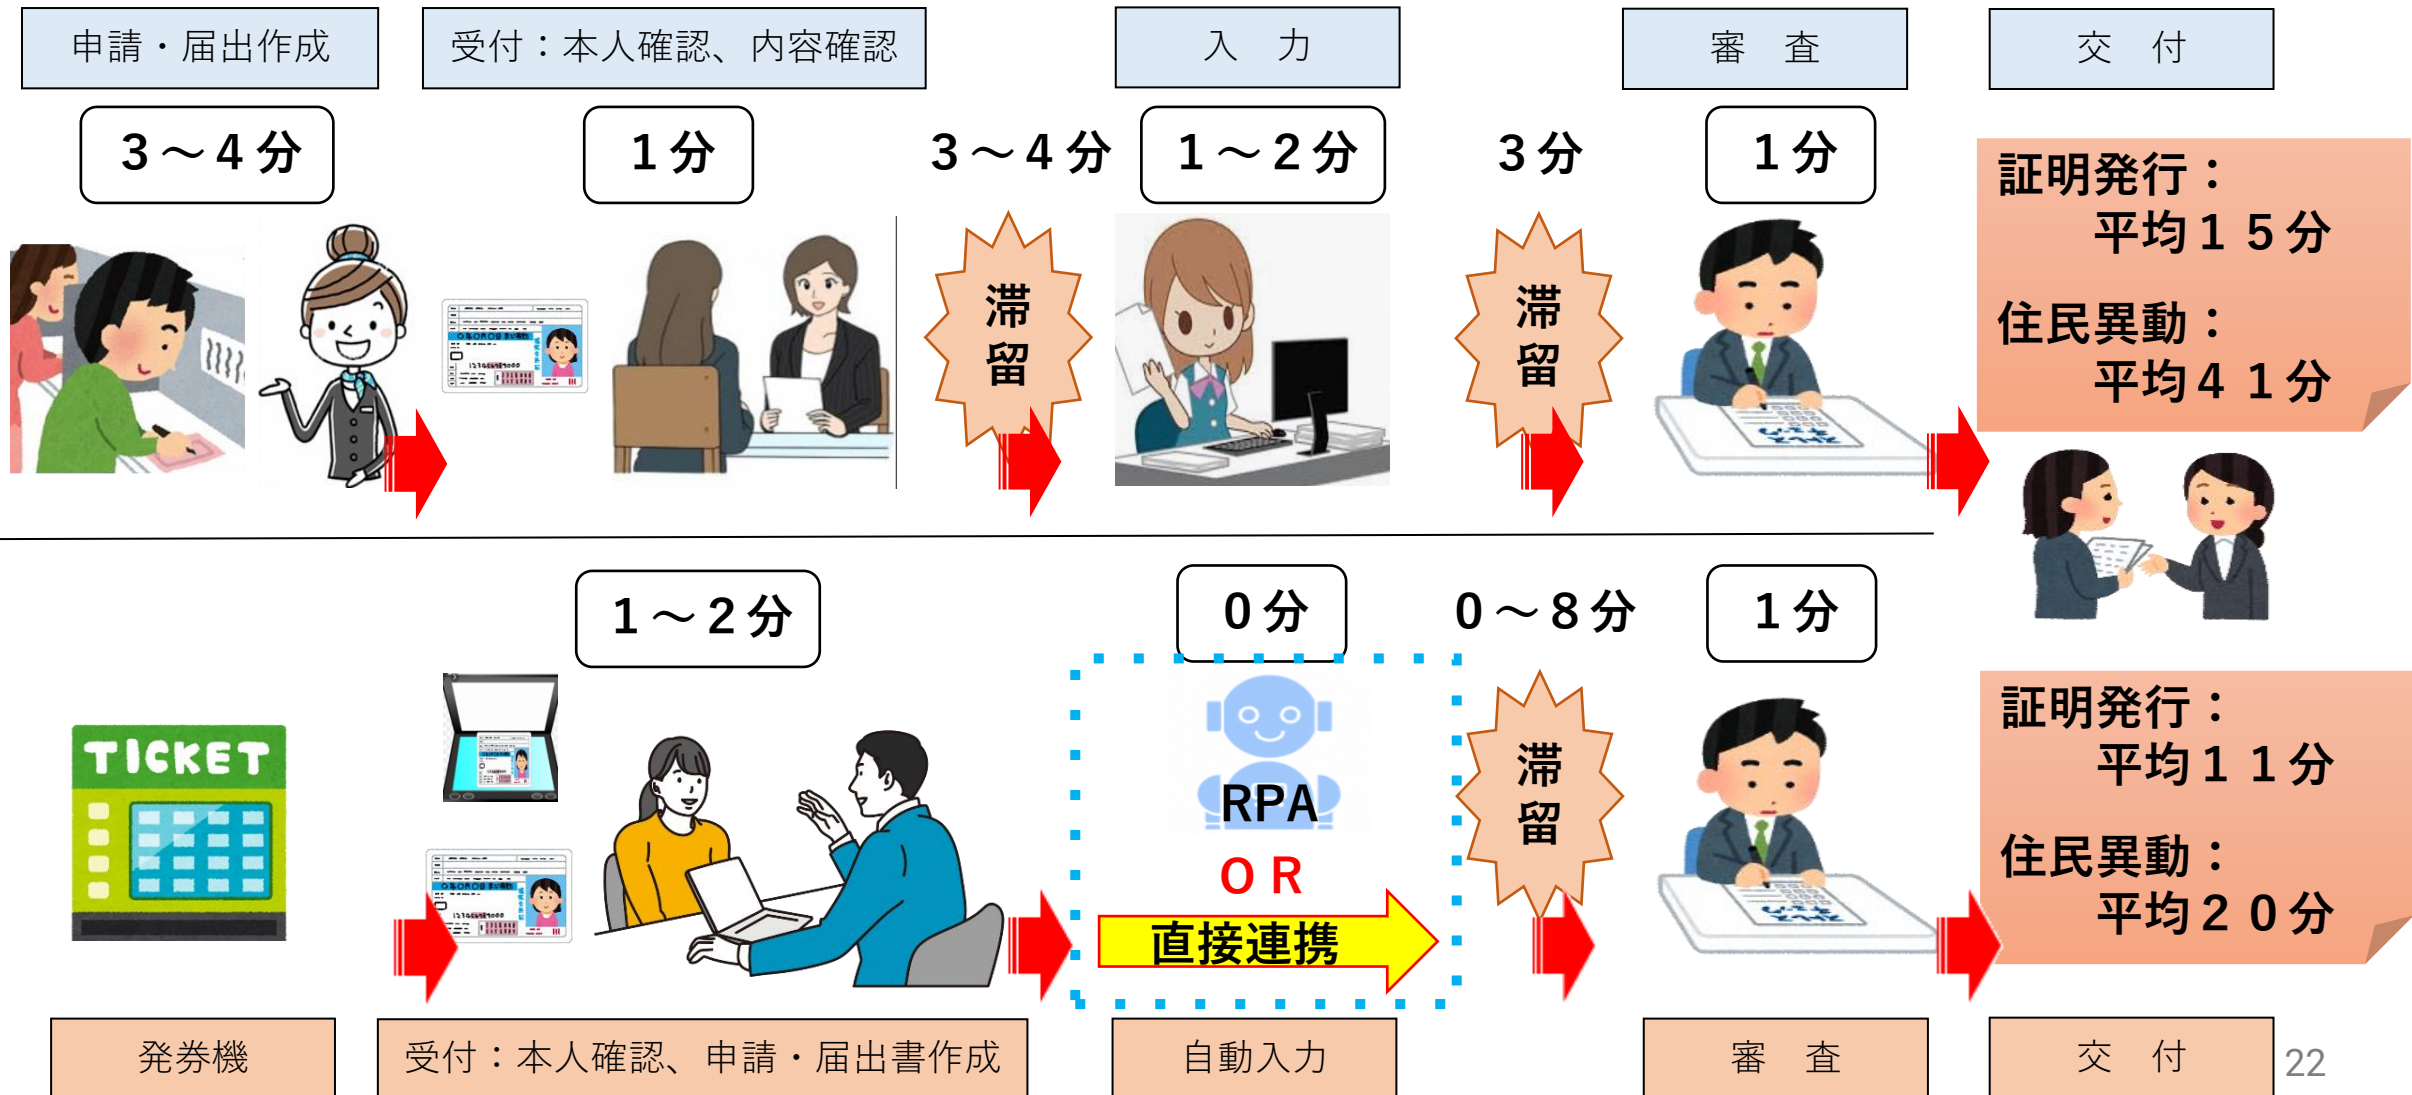 申請・届出作成
受付：本人確認、内容確認
入　力
審　査
交　付
３～４分
１分
３～４分
１～２分
３分
１分
滞
留
滞
留
証明発行：
平均１５分
住民異動：
平均４１分
１～２分
０分
０～８分
１分
TICKET
RPA
ＯＲ
直接連携
滞
留
証明発行：
平均１１分
住民異動：
平均２０分
発券機
受付：本人確認、申請・届出書作成
自動入力
審　査
交　付
22